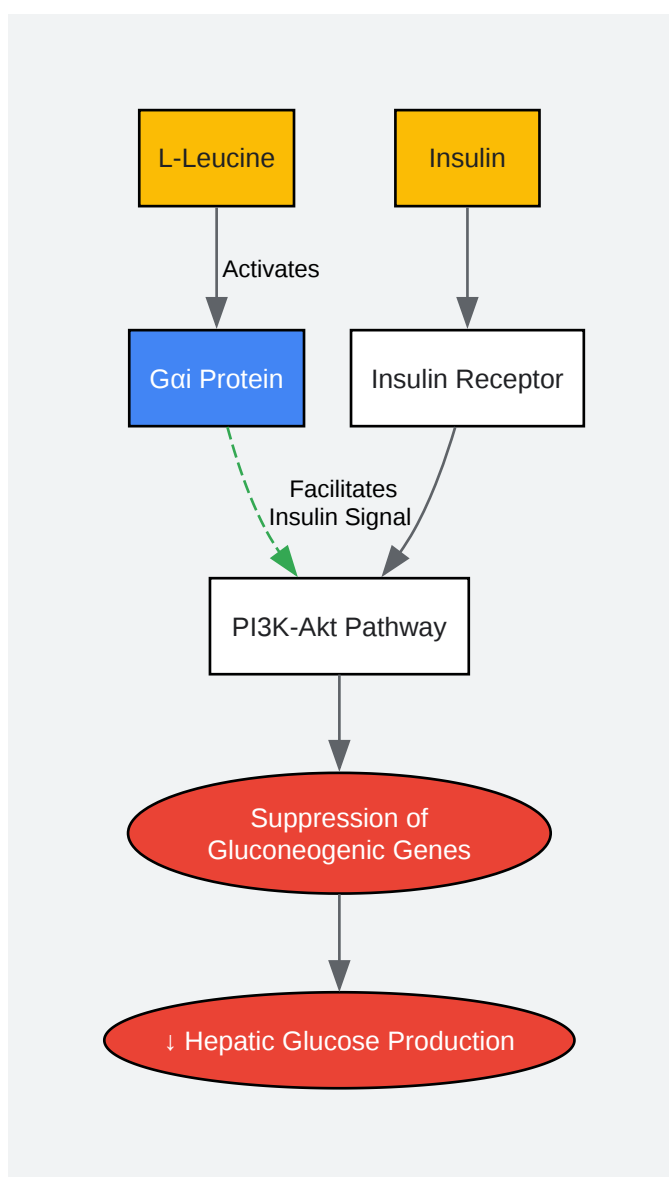 L-Leucine
Insulin
Activates
Gαi Protein
Insulin Receptor
Facilitates
Insulin Signal
PI3K-Akt Pathway
Suppression of
Gluconeogenic Genes
↓ Hepatic Glucose Production